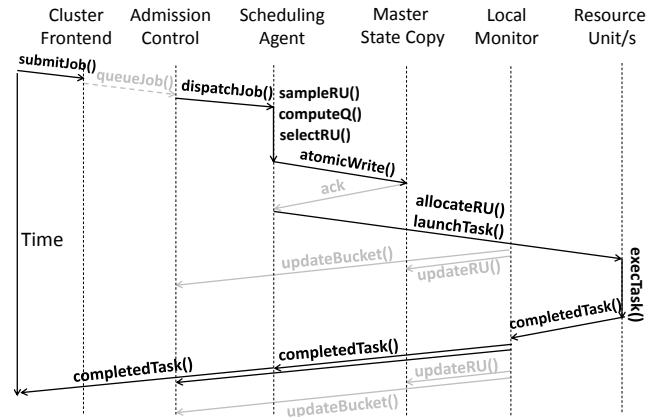 Cluster Frontend
Admission Control
Scheduling Agent
Master State Copy
Local Monitor
Resource Unit/s
submitJob()
queueJob()
dispatchJob()
sampleRU()
computeQ()
selectRU()
atomicWrite()
ack
allocateRU()
launchTask()
Time
updateBucket()
updateRU()
execTask()
completedTask()
completedTask()
completedTask()
updateRU()
updateBucket()